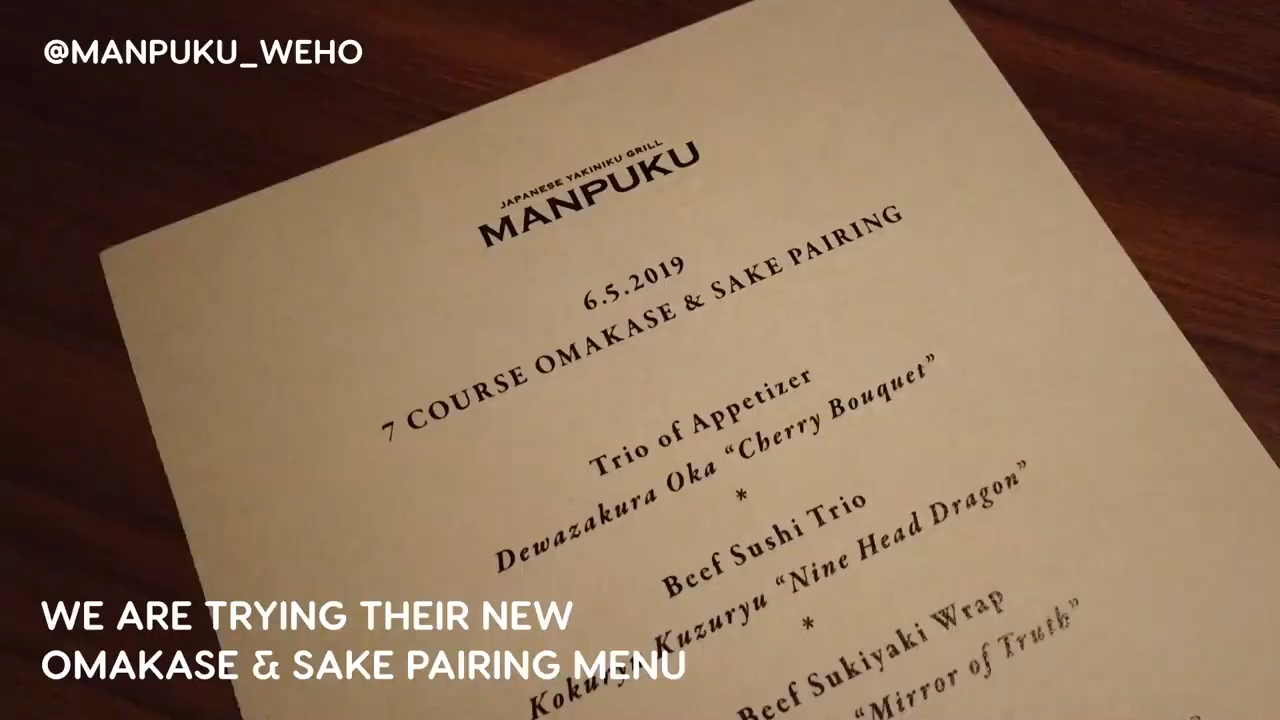 @MANPUKU_WEHO
JAPANESE YAKINIKU GRILL
MANPUKU
6.5.2019
7 COURSE OMAKASE & SAKE PAIRING
Trio of Appetizer
Dewazakura Oka “Cherry Bouquet”
*
Beef Sushi Trio
Kokuryu Kuzuryu “Nine Head Dragon”
*
Beef Sukiyaki Wrap
“Mirror of Truth”
WE ARE TRYING THEIR NEW
OMAKASE & SAKE PAIRING MENU